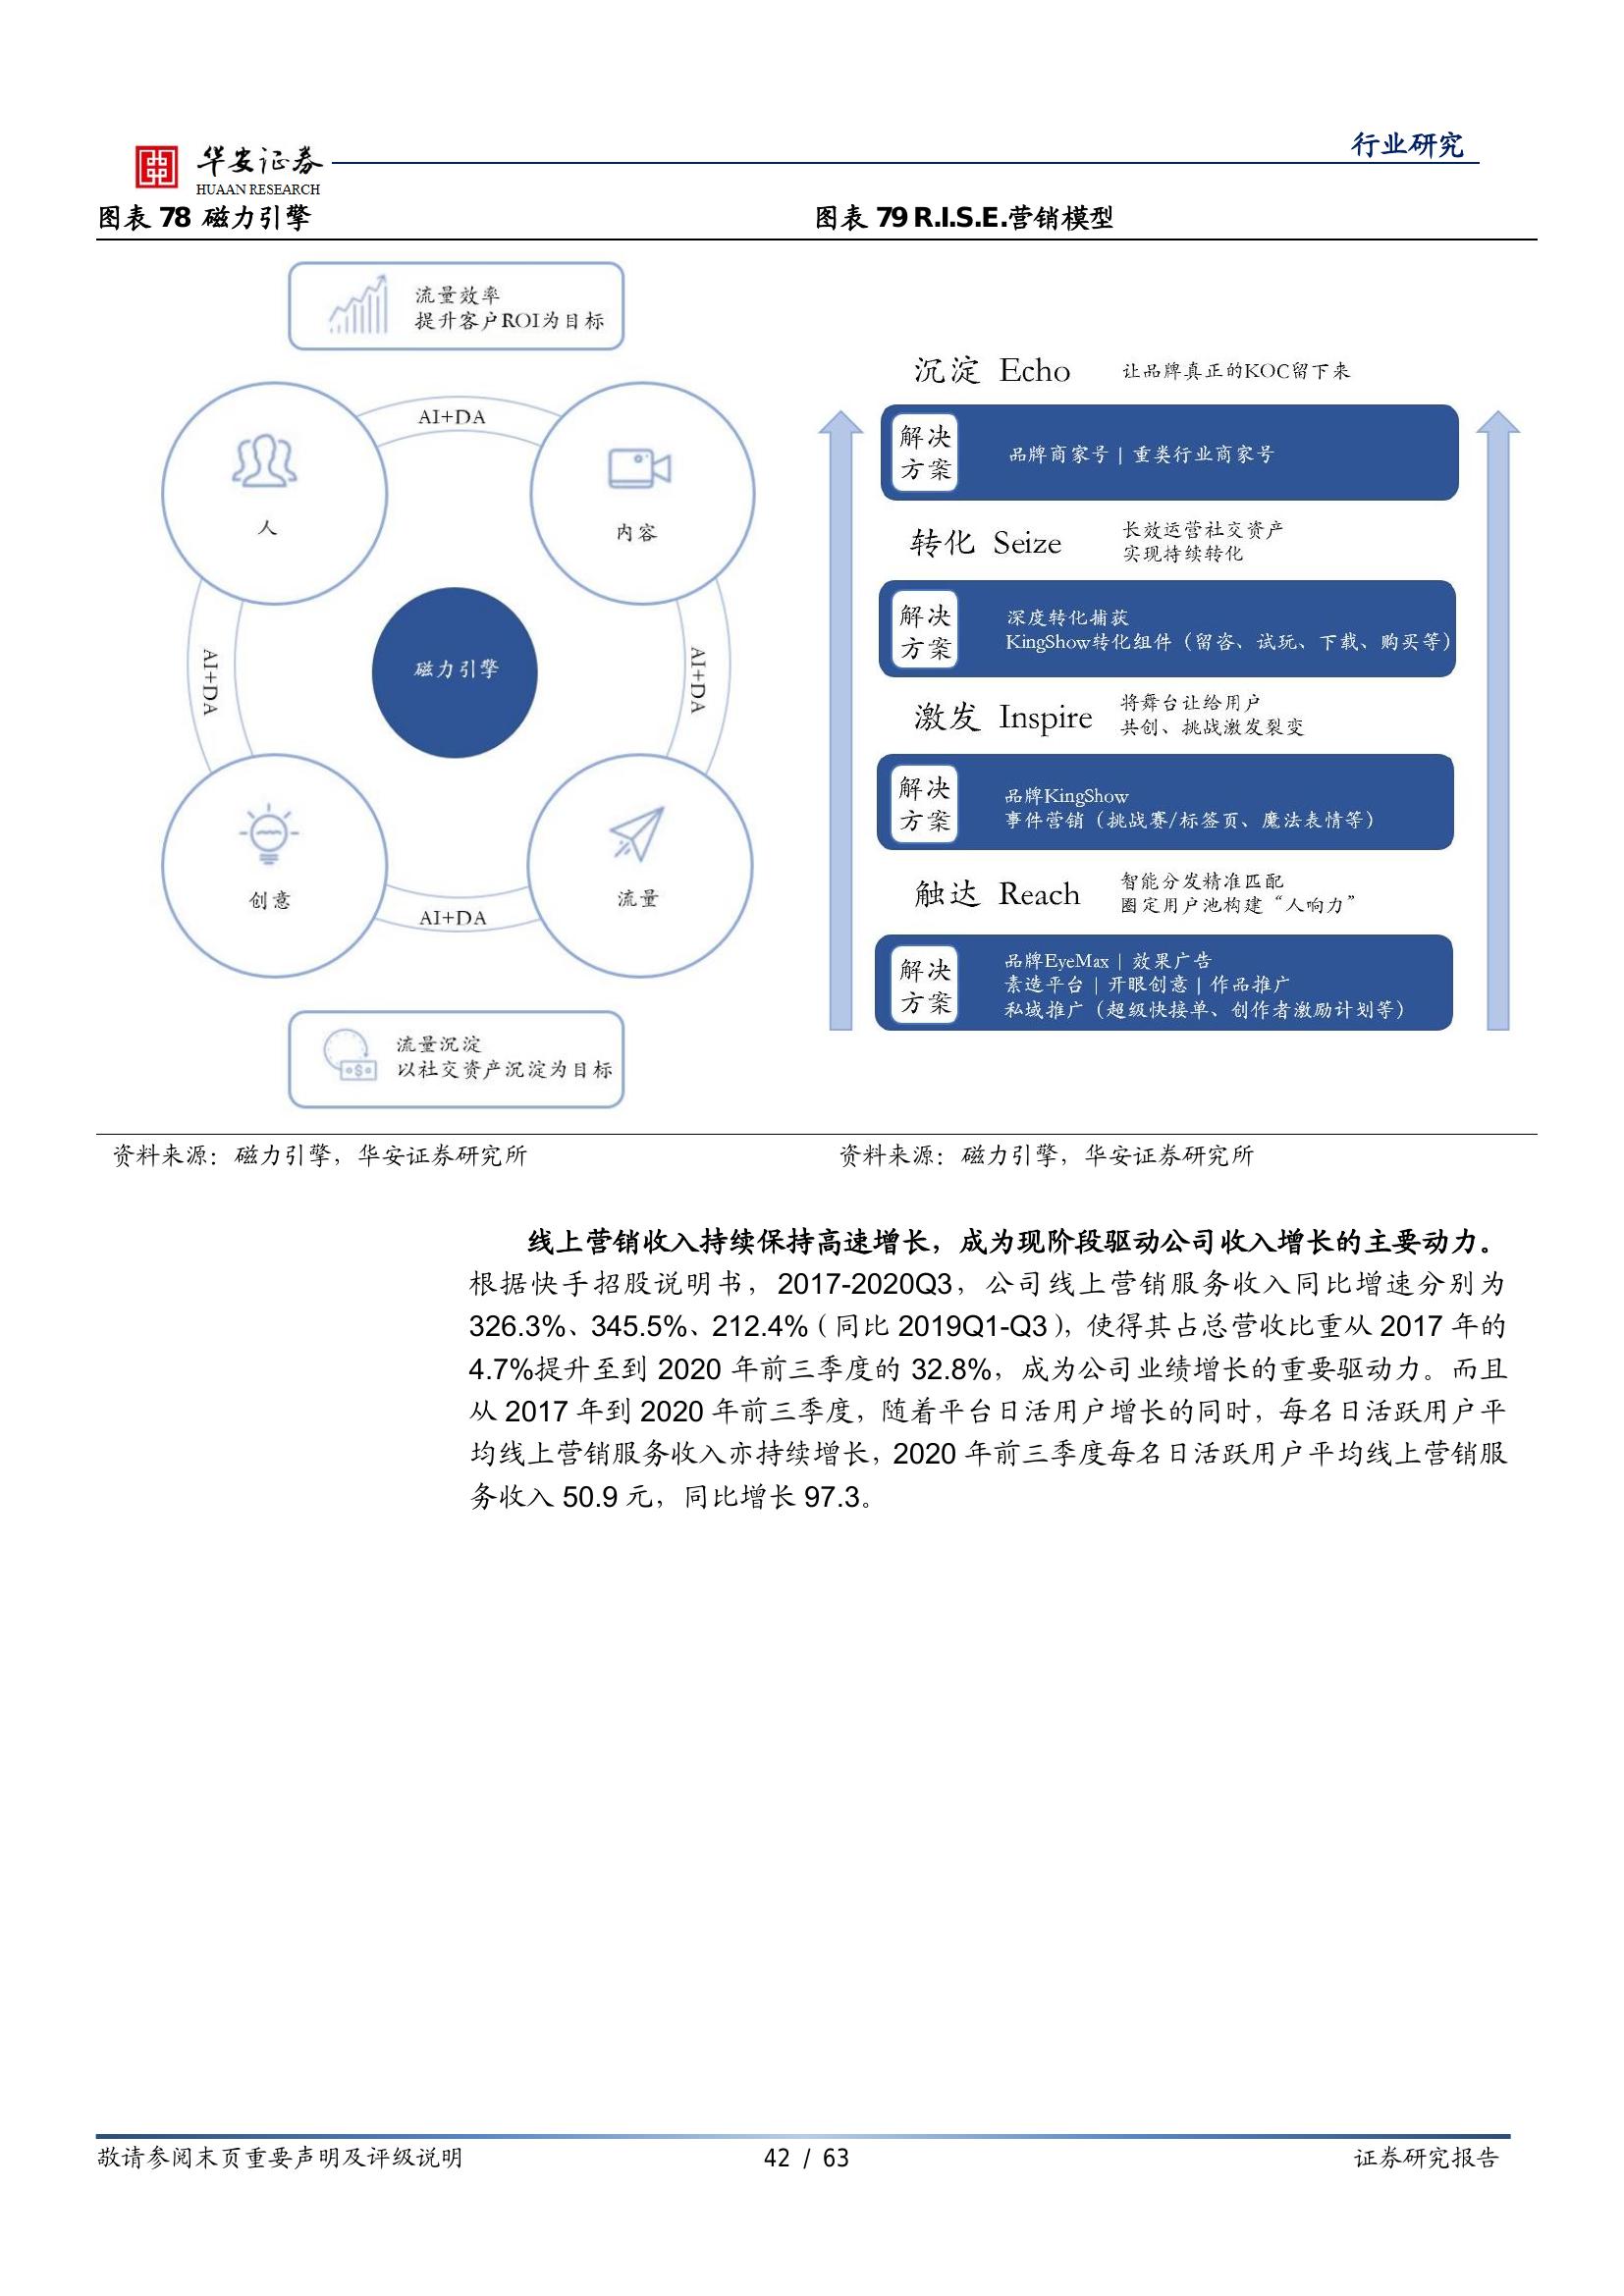 行业研究
华安证券
HUAAN RESEARCH
图表 78 磁力引擎
流量效率
提升客户ROI为目标
AI+DA
人
内容
AI+DA
磁力引擎
AI+DA
创意
流量
AI+DA
流量沉淀
以社交资产沉淀为目标
资料来源：磁力引擎，华安证券研究所
图表 79 R.I.S.E.营销模型
沉淀 Echo 让品牌真正的KOC留下来
解决
方案
品牌商家号 | 重类行业商家号
转化 Seize
长效运营社交资产
实现持续转化
解决
方案
深度转化捕获
KingShow转化组件（留咨、试玩、下载、购买等）
激发 Inspire
将舞台让给用户
共创、挑战激发裂变
解决
方案
品牌KingShow
事件营销（挑战赛/标签页、魔法表情等）
触达 Reach
智能分发精准匹配
圈定用户池构建“人响力”
解决
方案
品牌EyeMax | 效果广告
素造平台 | 开眼创意 | 作品推广
私域推广（超级快接单、创作者激励计划等）
资料来源：磁力引擎，华安证券研究所
线上营销收入持续保持高速增长，成为现阶段驱动公司收入增长的主要动力。
根据快手招股说明书，2017-2020Q3，公司线上营销服务收入同比增速分别为
326.3%、345.5%、212.4%（同比 2019Q1-Q3），使得其占总营收比重从 2017 年的
4.7%提升至到 2020 年前三季度的 32.8%，成为公司业绩增长的重要驱动力。而且
从 2017 年到 2020 年前三季度，随着平台日活用户增长的同时，每名日活跃用户平
均线上营销服务收入亦持续增长，2020 年前三季度每名日活跃用户平均线上营销服
务收入 50.9 元，同比增长 97.3。
敬请参阅末页重要声明及评级说明
42 / 63
证券研究报告